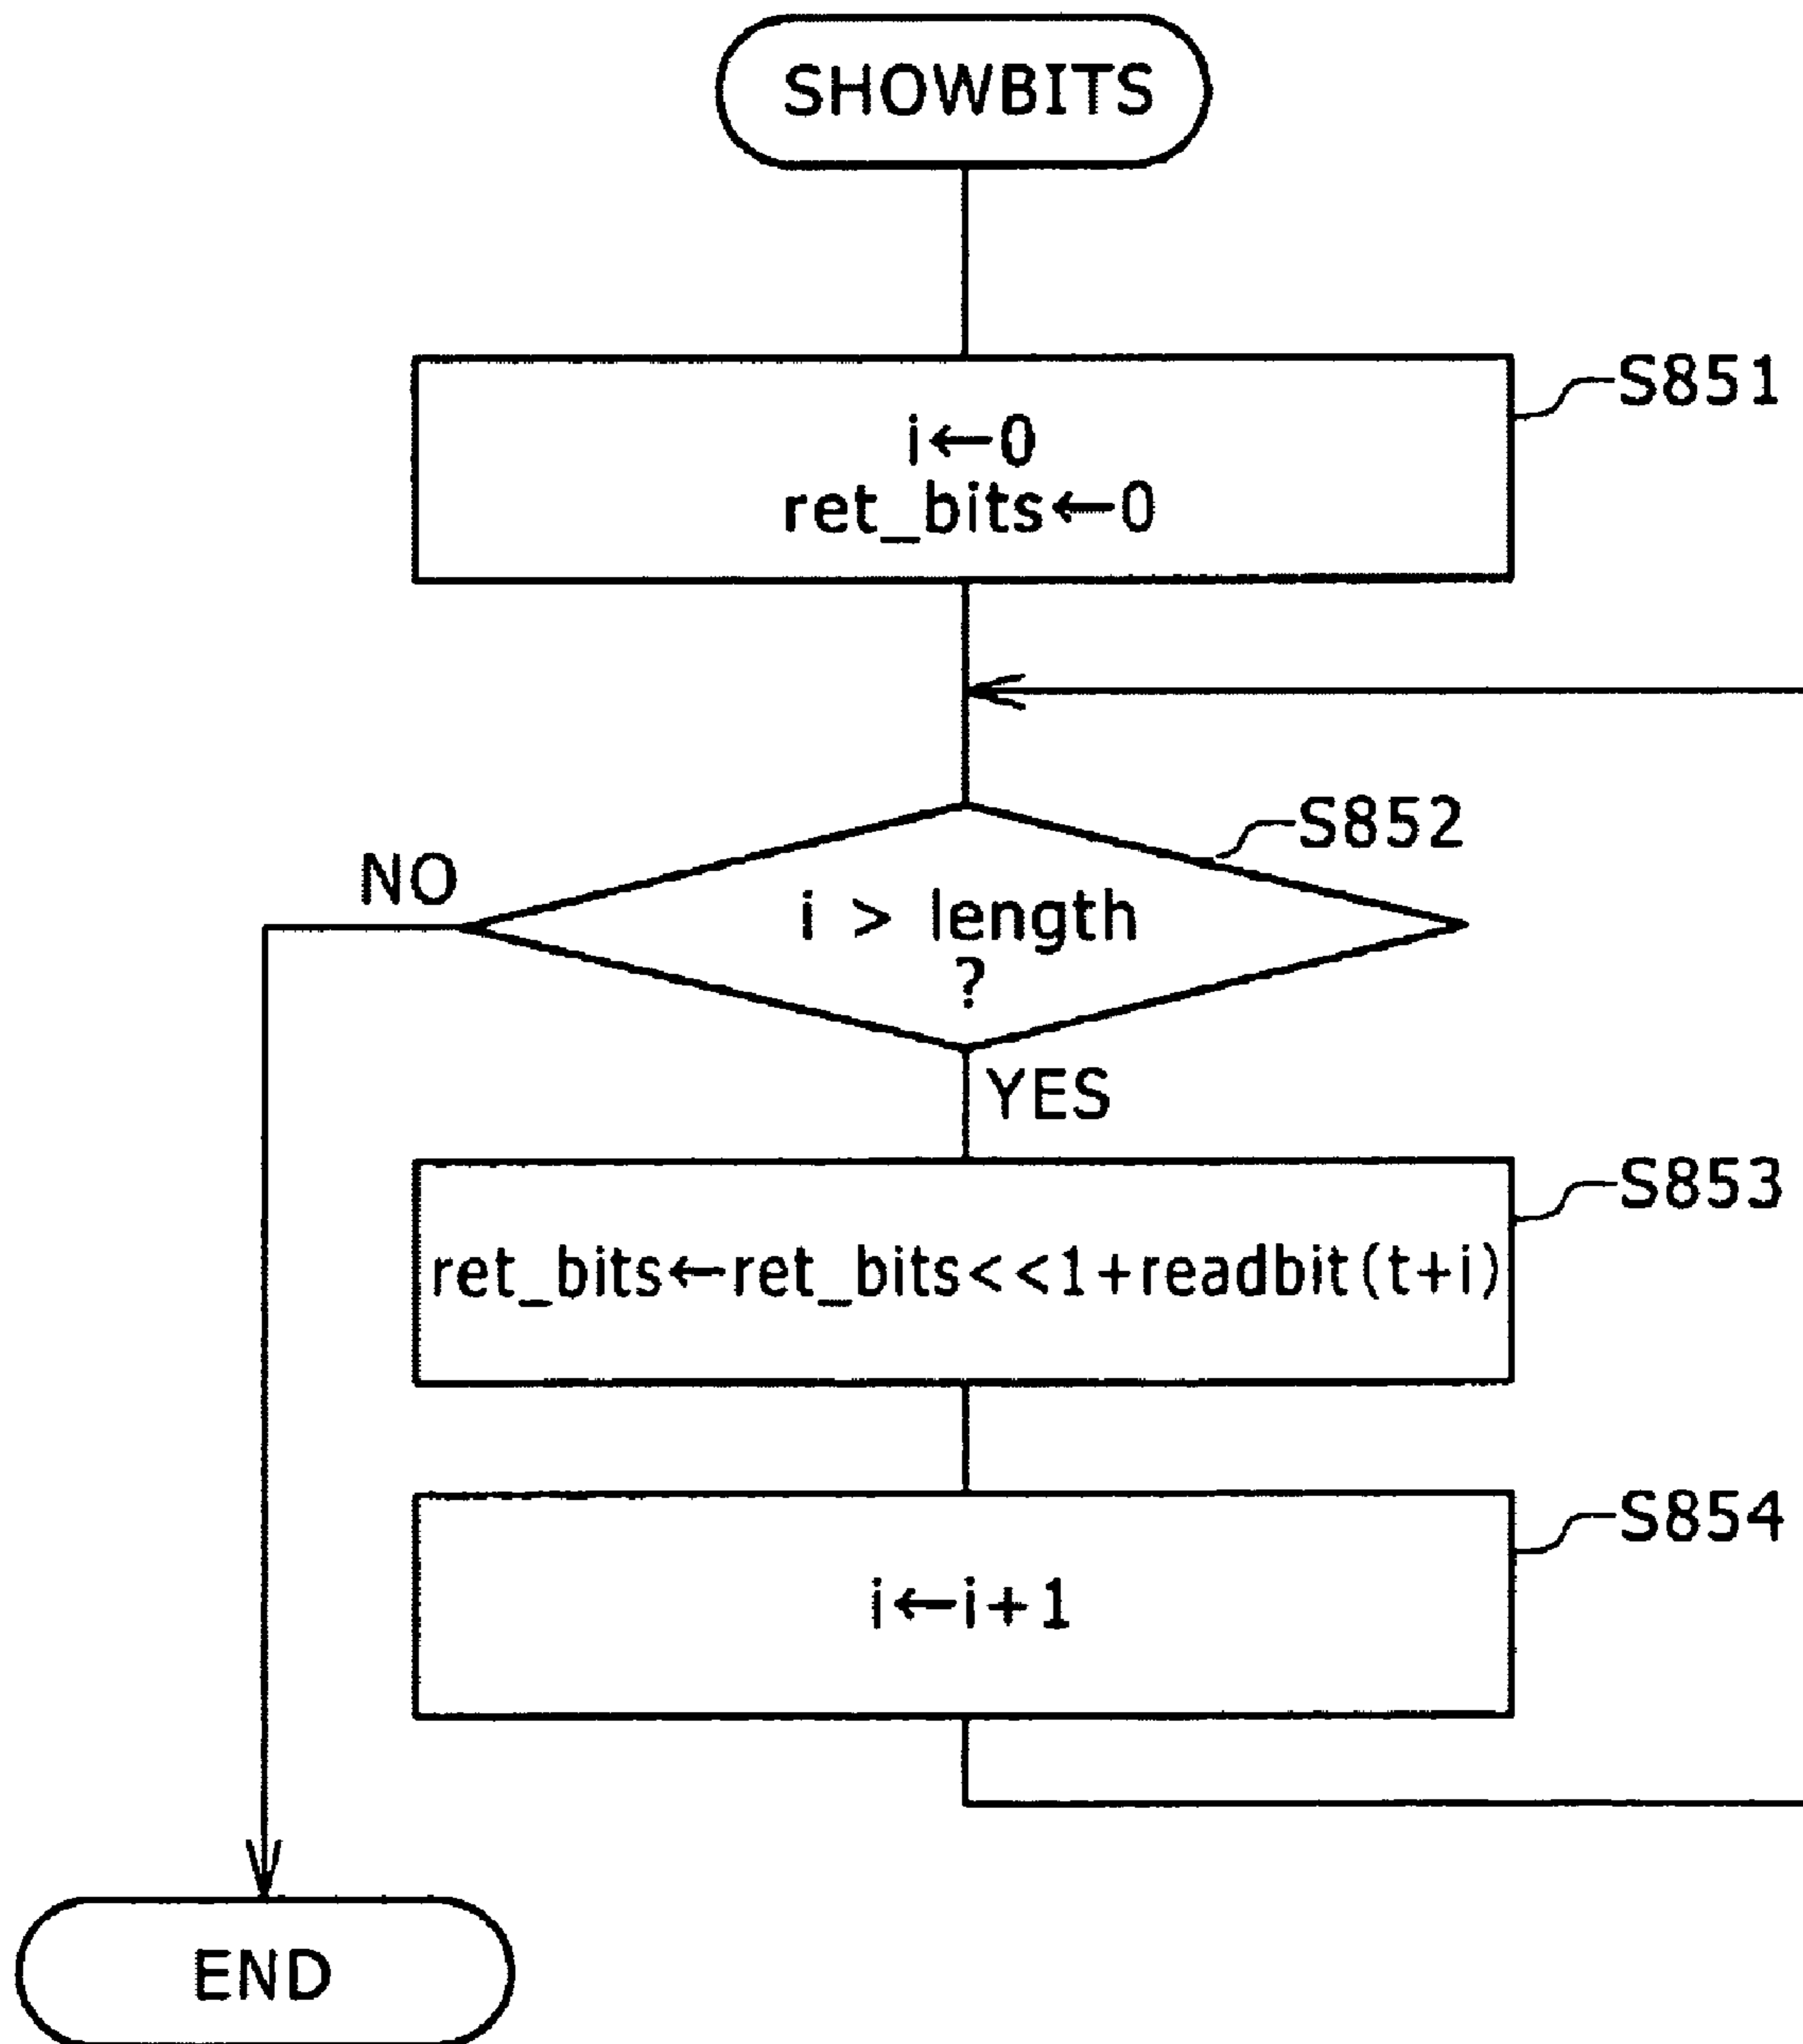 SHOWBITS
S851
i←0
ret_bits←0
S852
NO
i > length
?
YES
S853
ret_bits←ret_bits<<1+readbit(t+i)
S854
i←i+1
END